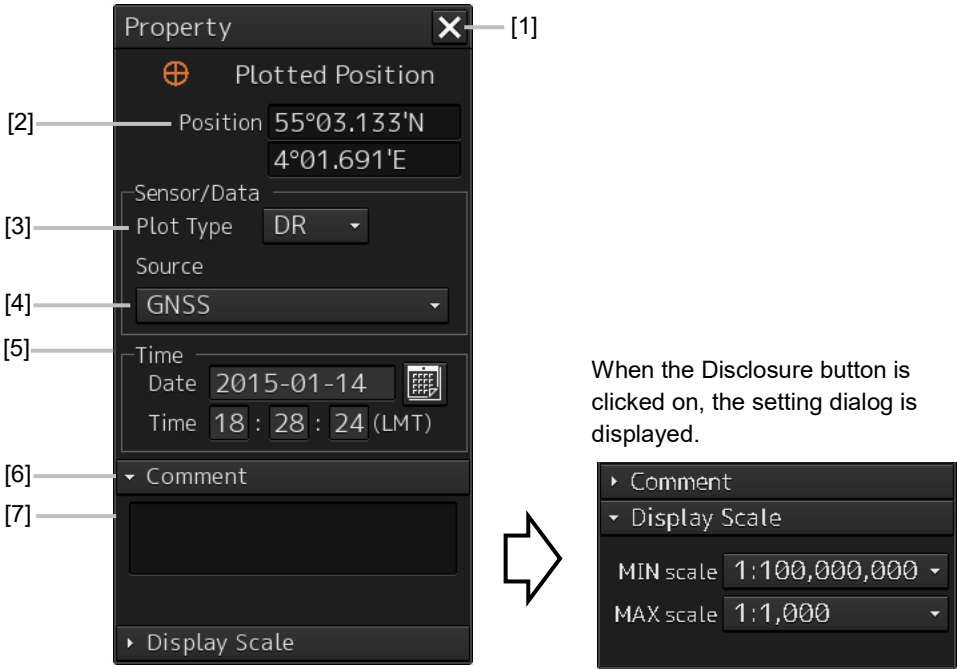 Property
[1]
Plotted Position
[2]
Position 55°03.133'N
4°01.691'E
Sensor/Data
[3]
Plot Type DR
Source
[4]
GNSS
[5]
Time
Date 2015-01-14
Time 18 : 28 : 24 (LMT)
[6]
Comment
[7]
Display Scale
When the Disclosure button is
clicked on, the setting dialog is
displayed.
Comment
Display Scale
MIN scale 1:100,000,000
MAX scale 1:1,000